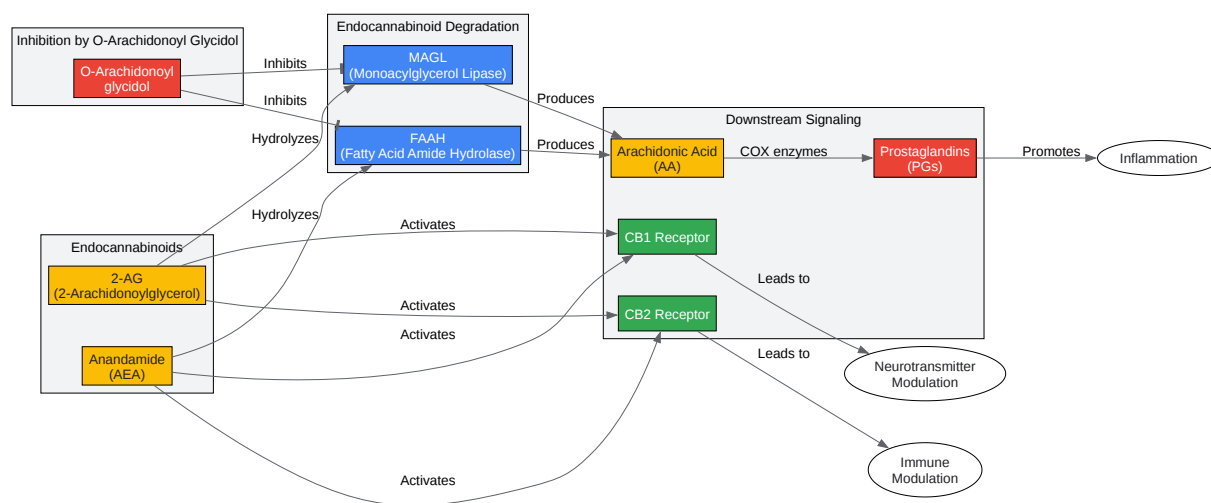 Inhibition by O-Arachidonoyl Glycidol
O-Arachidonoyl
glycidol
Inhibits
Inhibits
Endocannabinoid Degradation
MAGL
(Monoacylglycerol Lipase)
FAAH
(Fatty Acid Amide Hydrolase)
Hydrolyzes
Hydrolyzes
Produces
Produces
Downstream Signaling
Arachidonic Acid
(AA)
COX enzymes
Prostaglandins
(PGs)
Promotes
Inflammation
Endocannabinoids
2-AG
(2-Arachidonoylglycerol)
Anandamide
(AEA)
Activates
Activates
Activates
Activates
CB1 Receptor
CB2 Receptor
Leads to
Leads to
Neurotransmitter
Modulation
Immune
Modulation